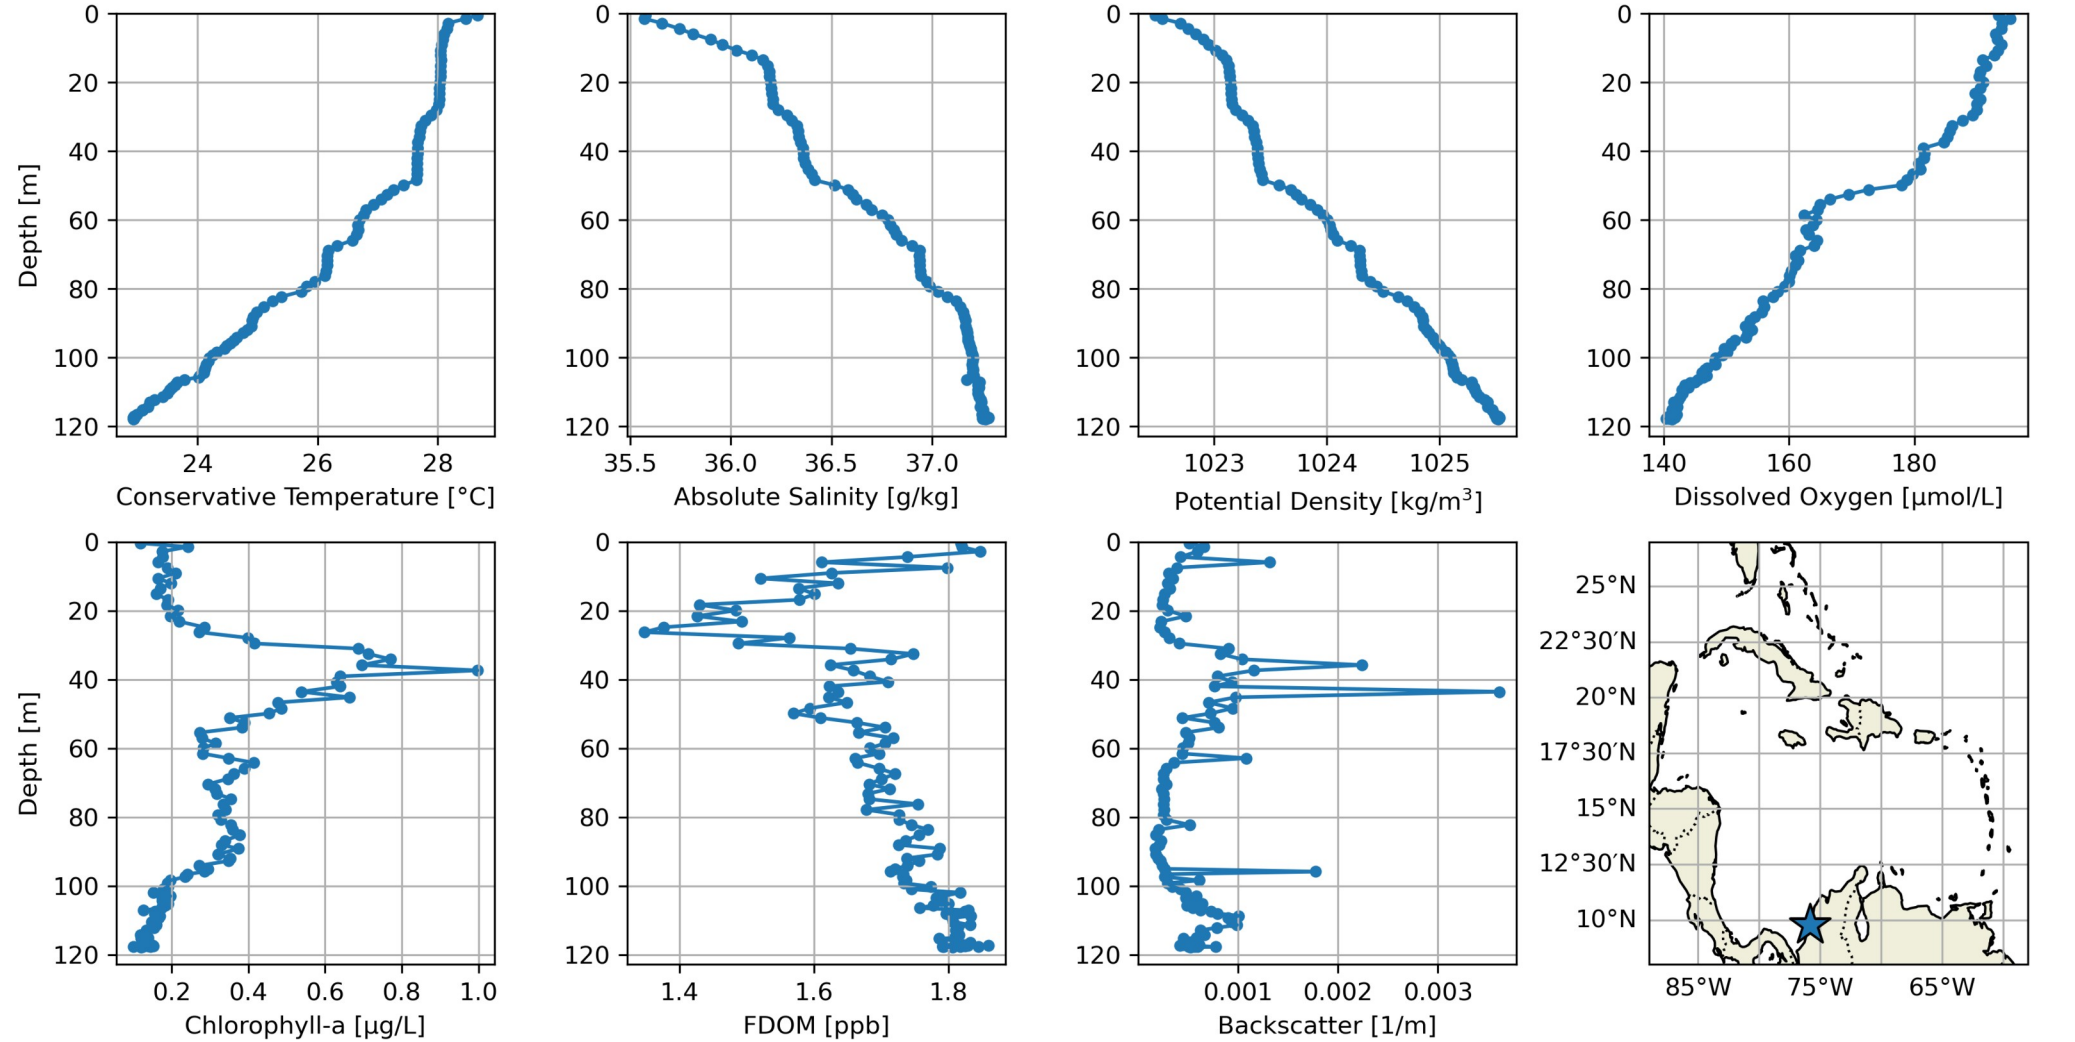 0
20
40
60
80
100
120
Depth [m]
24 26 28
Conservative Temperature [°C]
0
20
40
60
80
100
120
35.5 36.0 36.5 37.0
Absolute Salinity [g/kg]
0
20
40
60
80
100
120
1023 1024 1025
Potential Density [kg/m³]
0
20
40
60
80
100
120
140 160 180
Dissolved Oxygen [µmol/L]
0
20
40
60
80
100
120
Depth [m]
0.2 0.4 0.6 0.8 1.0
Chlorophyll-a [µg/L]
0
20
40
60
80
100
120
1.4 1.6 1.8
FDOM [ppb]
0
20
40
60
80
100
120
0.001 0.002 0.003
Backscatter [1/m]
25°N
22°30′N
20°N
17°30′N
15°N
12°30′N
10°N
85°W 75°W 65°W